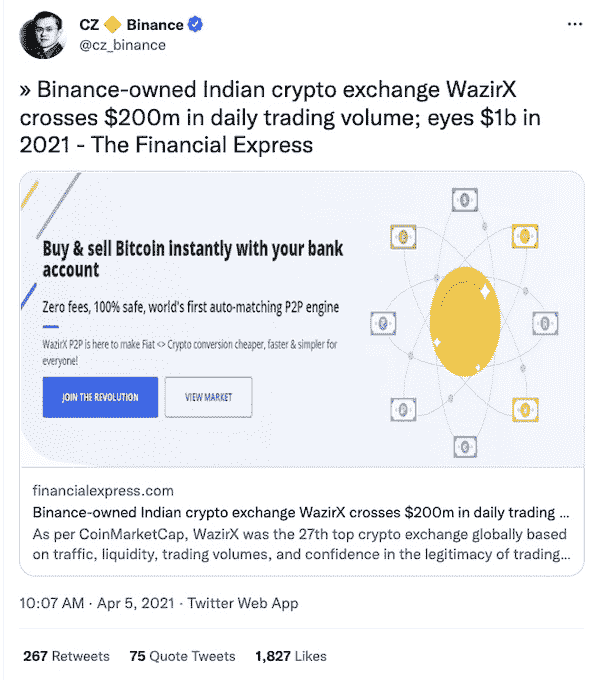 CZ 🔶 Binance
@cz_binance
» Binance-owned Indian crypto exchange WazirX
crosses $200m in daily trading volume; eyes $1b in
2021 - The Financial Express
Buy & sell Bitcoin instantly with your bank
account
Zero fees, 100% safe, world's first auto-matching P2P engine
WazirX P2P is here to make Fiat <> Crypto conversion cheaper, faster & simpler for
everyone!
JOIN THE REVOLUTION
VIEW MARKET
financialexpress.com
Binance-owned Indian crypto exchange WazirX crosses $200m in daily trading ...
As per CoinMarketCap, WazirX was the 27th top crypto exchange globally based
on traffic, liquidity, trading volumes, and confidence in the legitimacy of trading...
10:07 AM · Apr 5, 2021 · Twitter Web App
267 Retweets 75 Quote Tweets 1,827 Likes